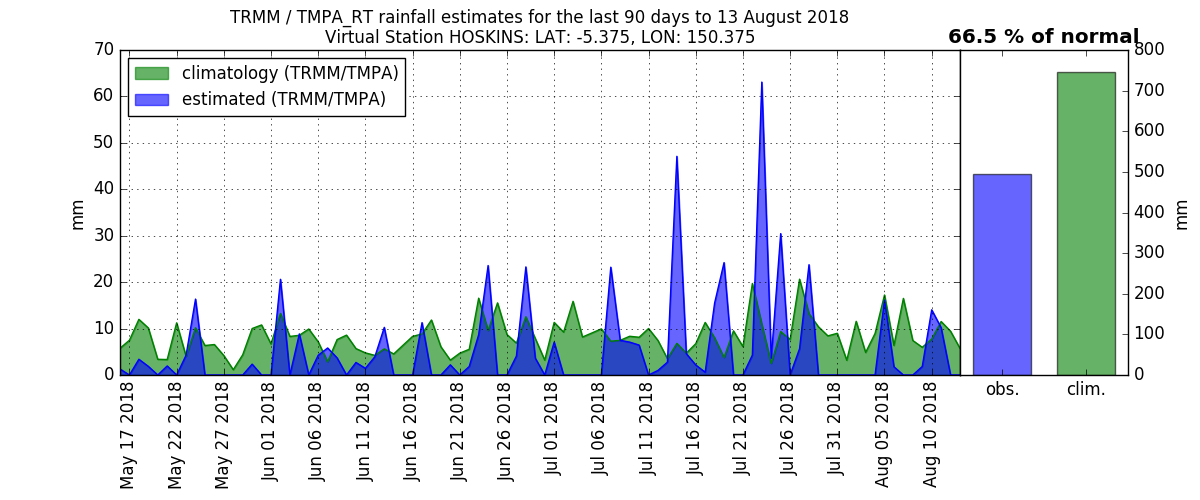 TRMM / TMPA_RT rainfall estimates for the last 90 days to 13 August 2018
Virtual Station HOSKINS: LAT: -5.375, LON: 150.375
66.5 % of normal
climatology (TRMM/TMPA)
estimated (TRMM/TMPA)
70
60
50
40
30
20
10
0
mm
May 17 2018
May 22 2018
May 27 2018
Jun 01 2018
Jun 06 2018
Jun 11 2018
Jun 16 2018
Jun 21 2018
Jun 26 2018
Jul 01 2018
Jul 06 2018
Jul 11 2018
Jul 16 2018
Jul 21 2018
Jul 26 2018
Jul 31 2018
Aug 05 2018
Aug 10 2018
obs.
clim.
800
700
600
500
400
300
200
100
0
mm